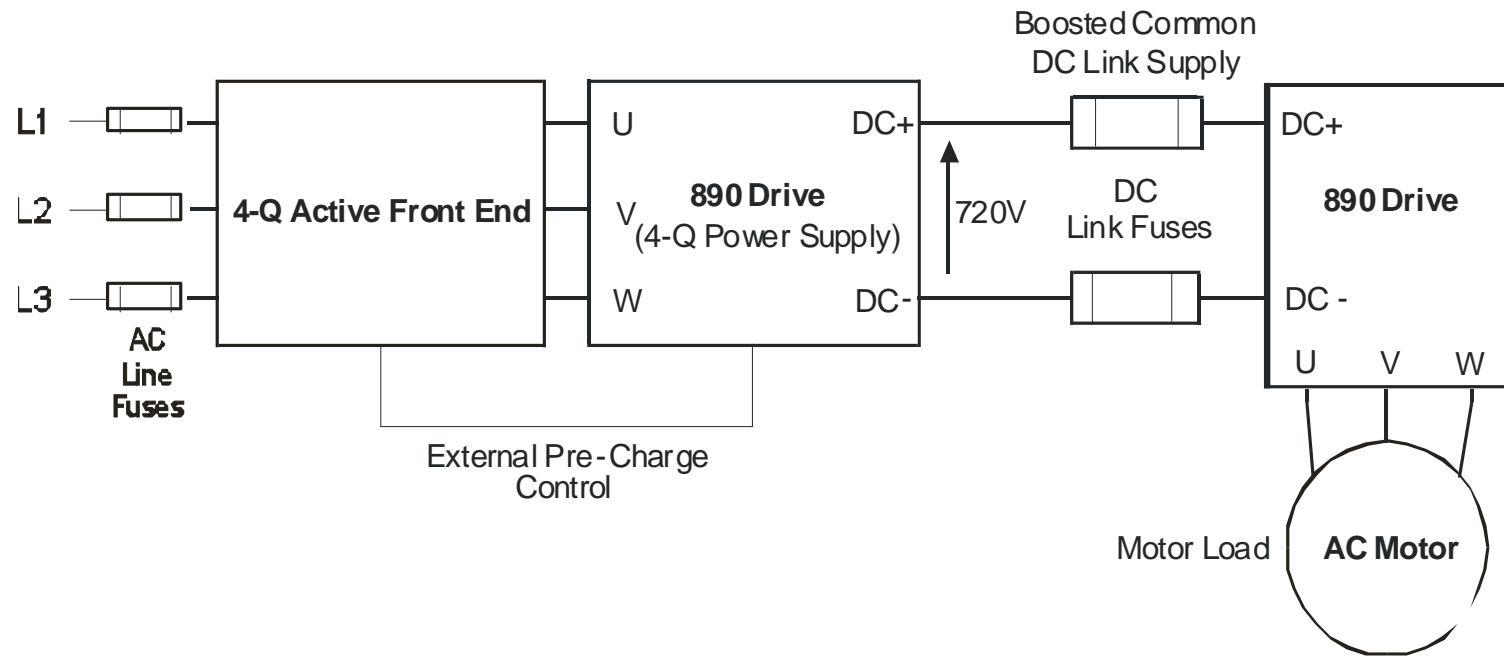 Boosted Common
DC Link Supply
L1
L2
L3
AC
Line
Fuses
4-Q Active Front End
U
V
W
890 Drive
(4-Q Power Supply)
DC+
DC-
720V
DC
Link Fuses
DC+
890 Drive
DC -
U V W
External Pre-Charge
Control
Motor Load
AC Motor